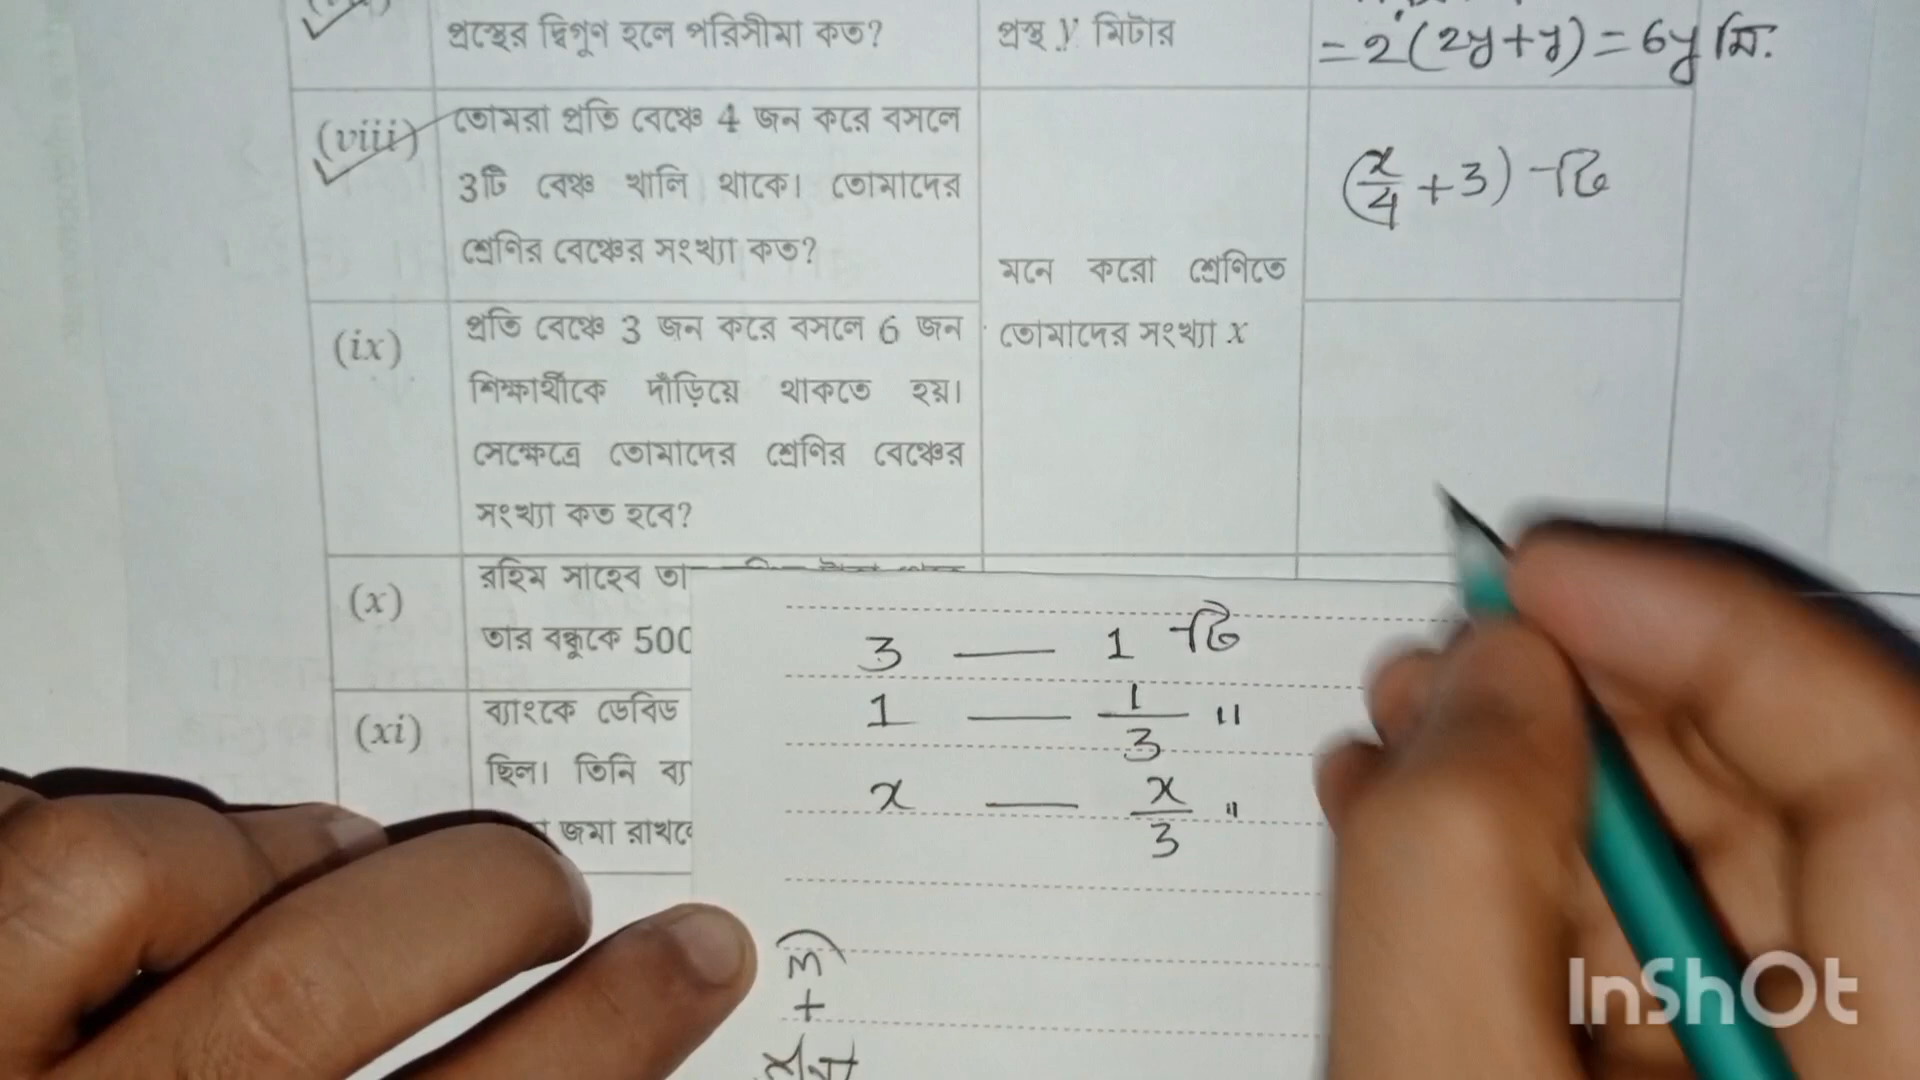 প্রস্থের দ্বিগুণ হলে পরিসীমা কত?
প্রস্থ y মিটার
= 2 (2y+y) = 6y মি.
(viii)
তোমরা প্রতি বেঞ্চে 4 জন করে বসলে
3টি বেঞ্চ খালি থাকে। তোমাদের
শ্রেণির বেঞ্চের সংখ্যা কত?
মনে করো শ্রেণিতে
তোমাদের সংখ্যা x
(x/4 + 3) টি
(ix)
প্রতি বেঞ্চে 3 জন করে বসলে 6 জন
শিক্ষার্থীকে দাঁড়িয়ে থাকতে হয়।
সেক্ষেত্রে তোমাদের শ্রেণির বেঞ্চের
সংখ্যা কত হবে?
(x)
রহিম সাহেব
তার বন্ধুকে 500
(xi)
ব্যাংকে ডেবিড
ছিল। তিনি
জমা
3 — 1 টি
1 — 1/3 "
x — x/3 "
+ 3)
InShOt